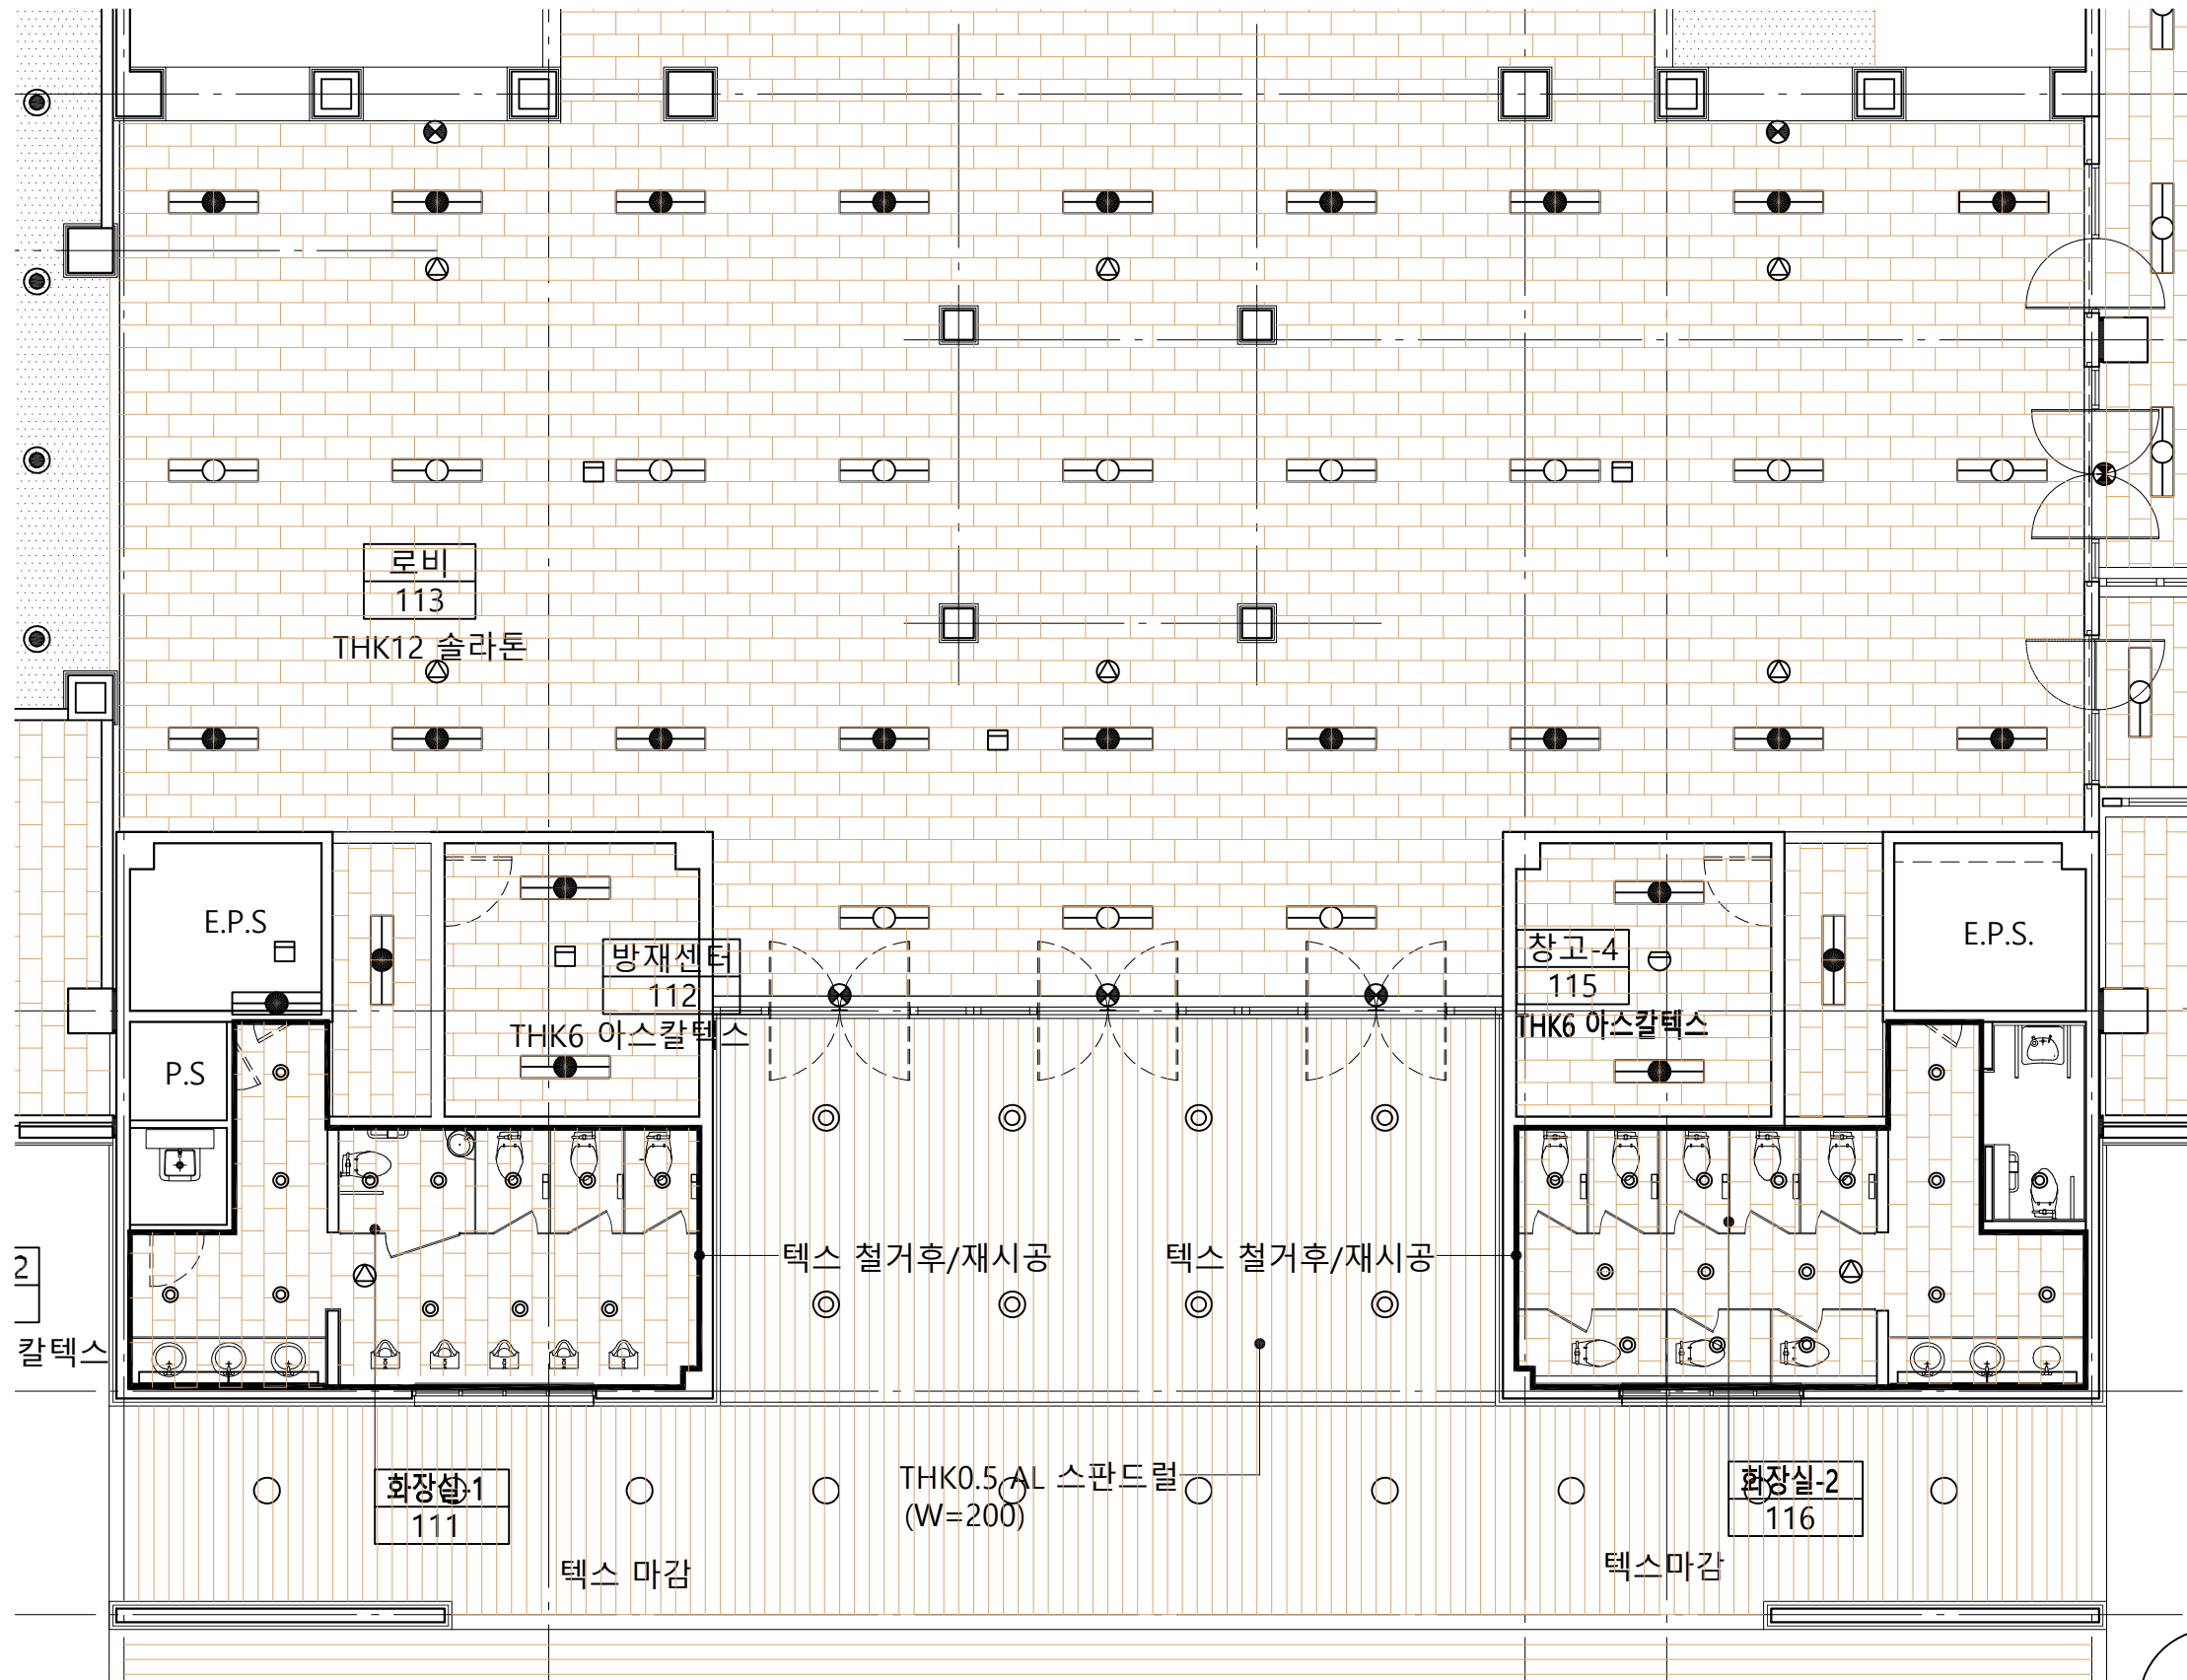 로비
113
THK12 솔라톤
E.P.S
방재센터
112
THK6 아스칼텍스
창고-4
115
THK6 아스칼텍스
E.P.S.
P.S
텍스 철거후/재시공
텍스 철거후/재시공
2
칼텍스
화장실-1
111
THK0.5 AL 스판드럴
(W=200)
화장실-2
116
텍스 마감
텍스마감